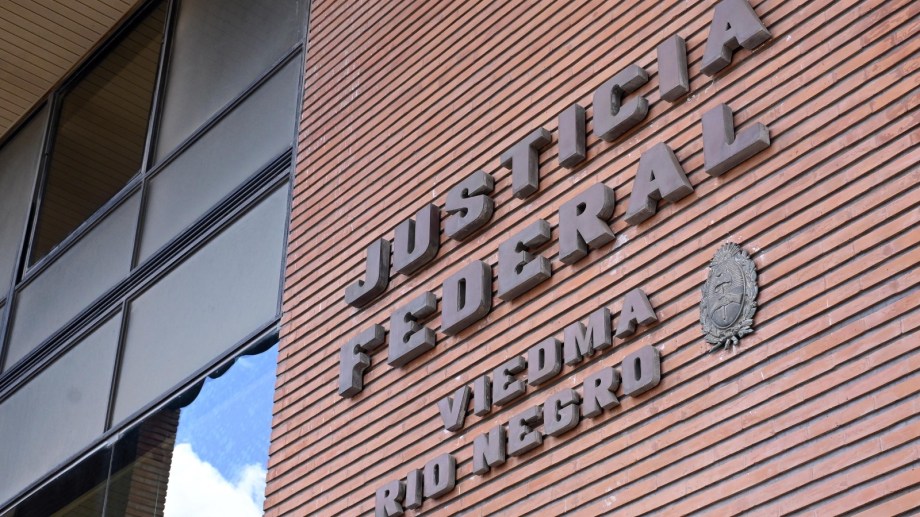 JUSTICIA
FEDERAL
VIEDMA
RIO NEGRO